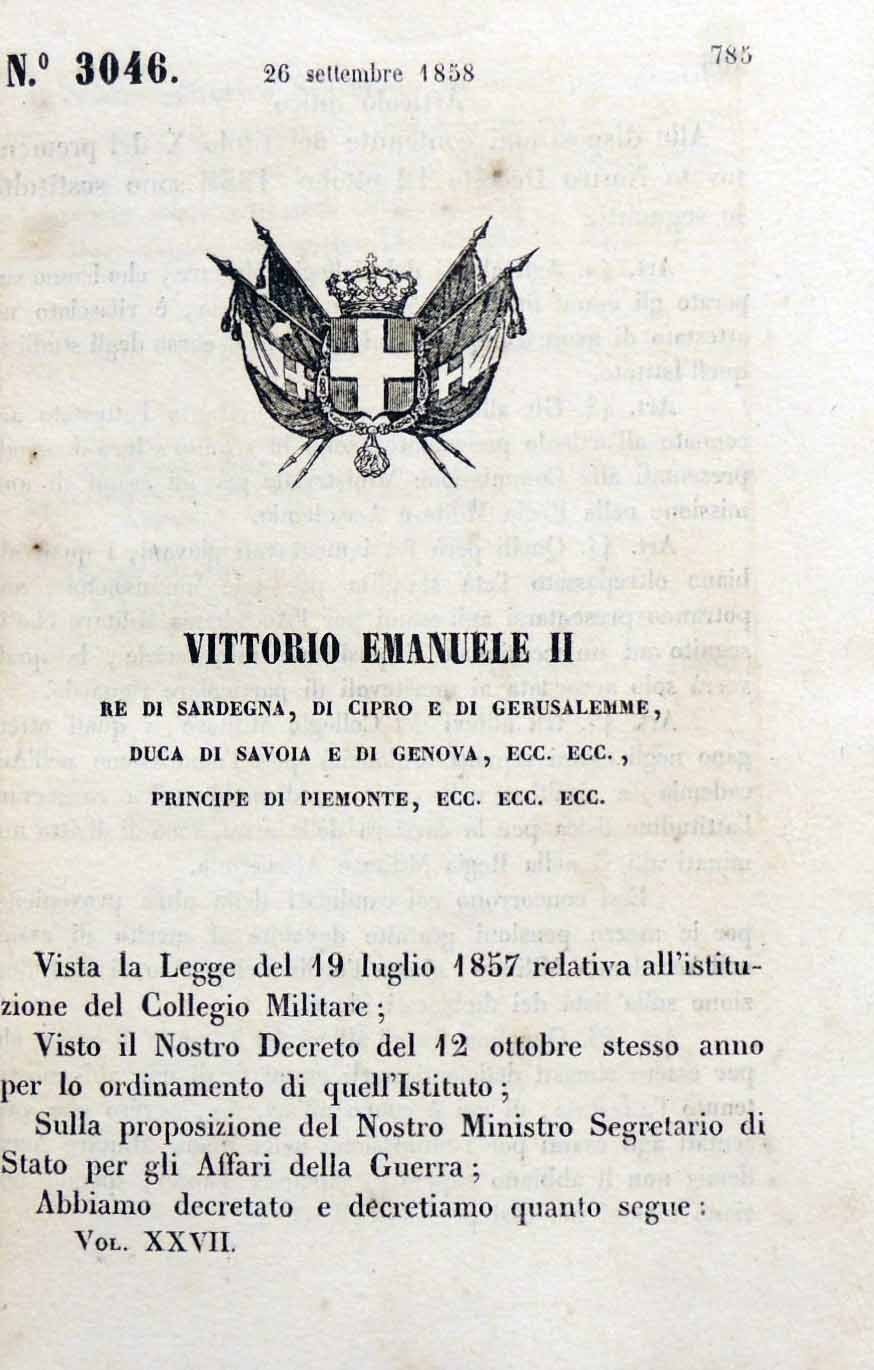 N.º 3046. 26 settembre 1858 785
VITTORIO EMANUELE II
RE DI SARDEGNA, DI CIPRO E DI GERUSALEMME,
DUCA DI SAVOIA E DI GENOVA, ECC. ECC.,
PRINCIPE DI PIEMONTE, ECC. ECC. ECC.
Vista la Legge del 19 luglio 1857 relativa all'istitu-
zione del Collegio Militare;
Visto il Nostro Decreto del 12 ottobre stesso anno
per lo ordinamento di quell'Istituto;
Sulla proposizione del Nostro Ministro Segretario di
Stato per gli Affari della Guerra;
Abbiamo decretato e decretiamo quanto segue:
VOL. XXVII.